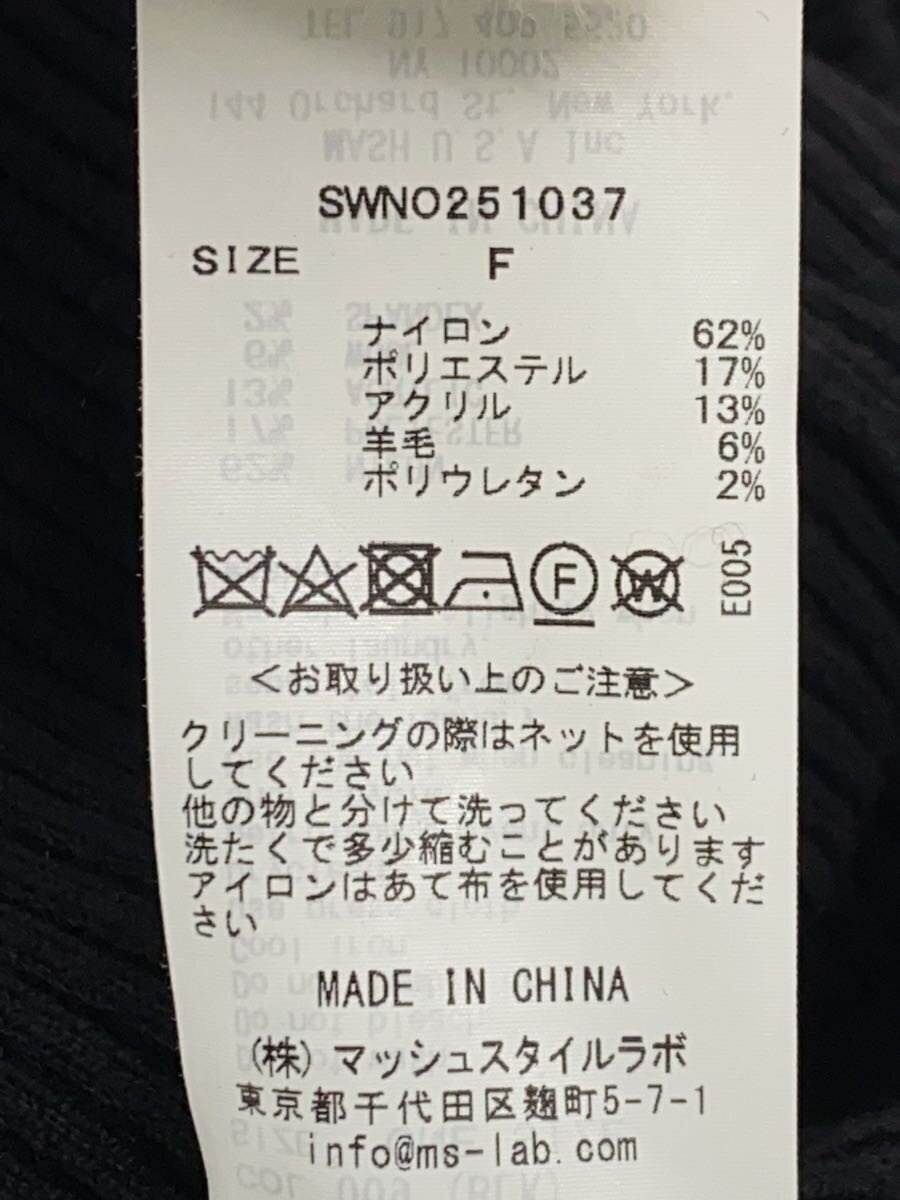 SWNO251037
SIZE F
ナイロン 62%
ポリエステル 17%
アクリル 13%
羊毛 6%
ポリウレタン 2%
F W E005
<お取り扱い上のご注意>
クリーニングの際はネットを使用
してください
他の物と分けて洗ってください
洗たくで多少縮むことがあります
アイロンはあて布を使用してくだ
さい
MADE IN CHINA
(株)マッシュスタイルラボ
東京都千代田区麹町5-7-1
info@ms-lab.com